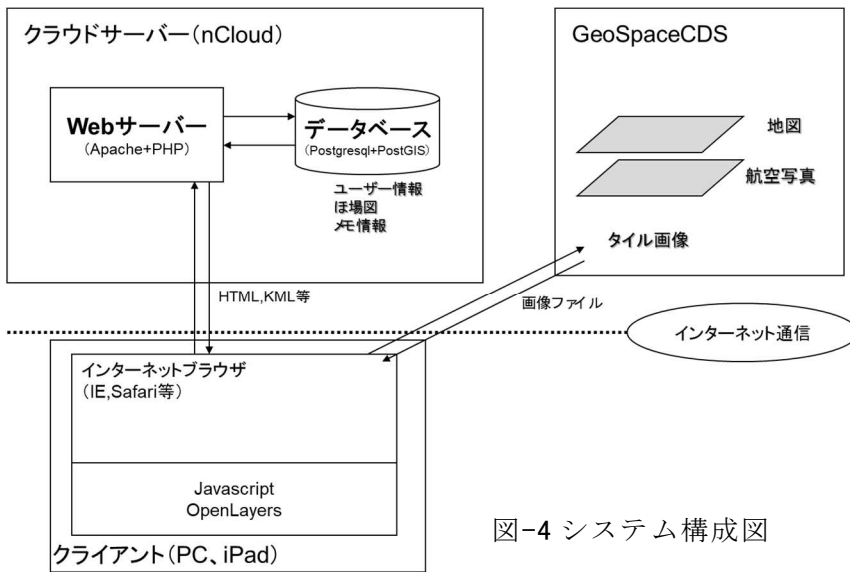 クラウドサーバー(nCloud)
Webサーバー
(Apache+PHP)
データベース
(Postgresql+PostGIS)
ユーザー情報
ほ場図
メモ情報
GeoSpaceCDS
地図
航空写真
タイル画像
HTML,KML等
画像ファイル
インターネット通信
インターネットブラウザ
(IE,Safari等)
Javascript
OpenLayers
クライアント(PC、iPad)
図-4 システム構成図